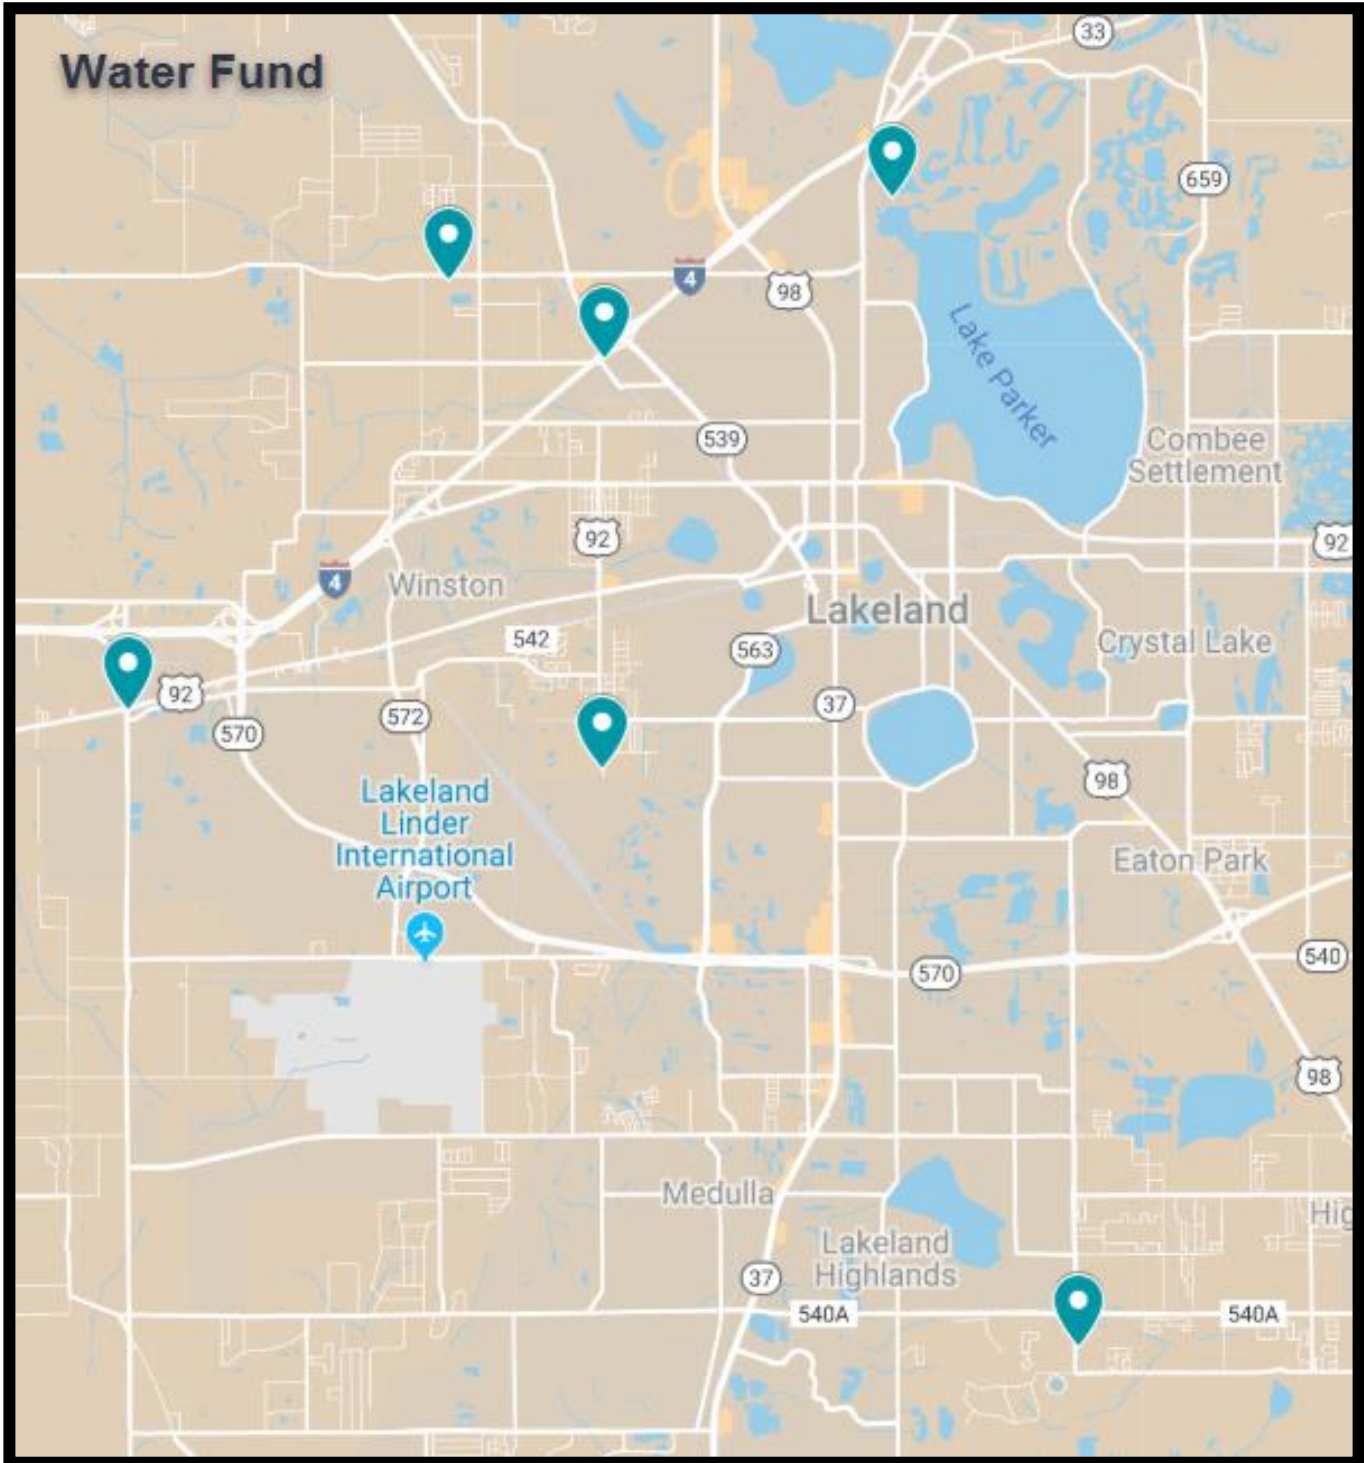 Water Fund
33
659
4
98
Lake Parker
539
Combee
Settlement
92
92
4
Winston
Lakeland
542
563
Crystal Lake
92
572
37
570
98
Lakeland
Linder
International
Airport
Eaton Park
570
540
98
Medulla
Hig
Lakeland
Highlands
37
540A
540A